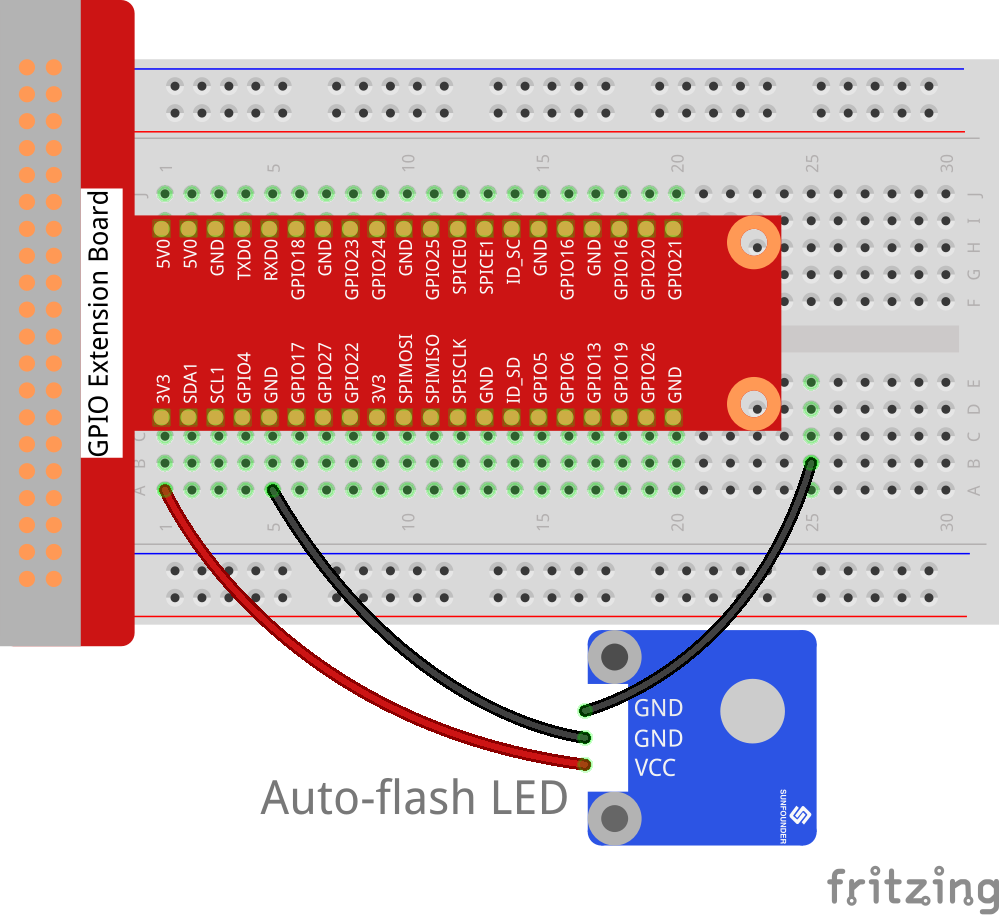 GPIO Extension Board
1 5 10 15 20 25 30
J J
I
H
G
F
5V0 5V0 GND TXD0 RXD0 GPIO18 GND GPIO23 GPIO24 GND GPIO25 SPICE0 SPICE1 ID_SC GND GPIO16 GND GPIO16 GPIO20 GPIO21
3V3 SDA1 SCL1 GPIO4 GND GPIO17 GPIO27 GPIO22 3V3 SPIMOSI SPIMISO SPISCLK GND ID_SD GPIO5 GPIO6 GPIO13 GPIO19 GPIO26 GND
E
D
C C
B B
A A
1 5 10 15 20 25 30
GND
GND
VCC
Auto-flash LED
SUNFOUNDER
fritzing